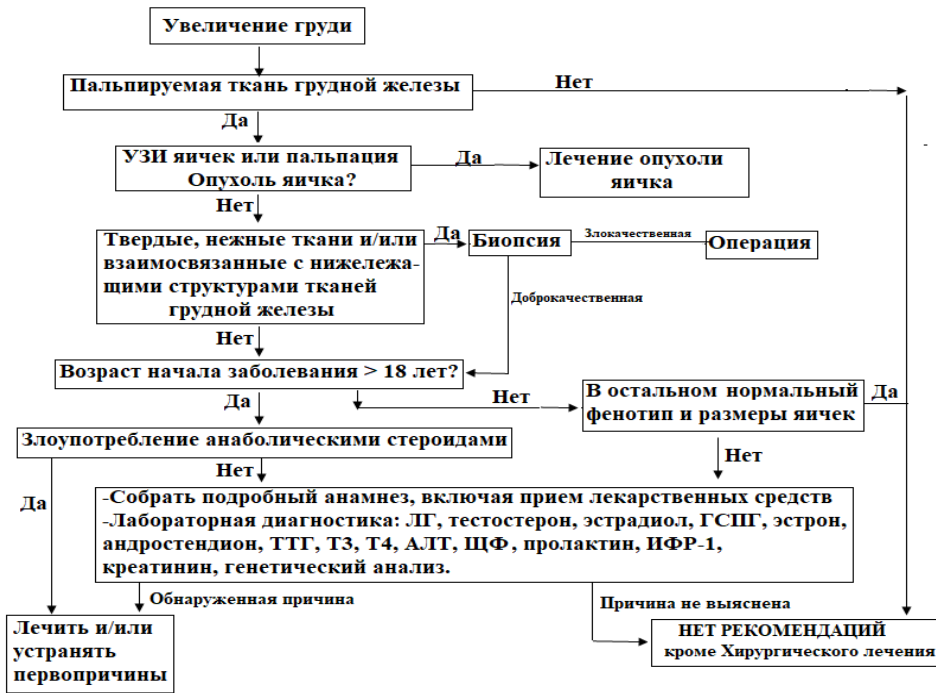 Увеличение груди
Пальпируемая ткань грудной железы
Нет
Да
УЗИ яичек или пальпация
Опухоль яичка?
Да
Лечение опухоли
яичка
Нет
Твердые, нежные ткани и/или
взаимосвязанные с нижележа-
щими структурами тканей
грудной железы
Да
Биопсия
Злокачественная
Операция
Доброкачественная
Нет
Возраст начала заболевания > 18 лет?
Да
Нет
В остальном нормальный
фенотип и размеры яичек
Да
Злоупотребление анаболическими стероидами
Да
Нет
Нет
-Собрать подробный анамнез, включая прием лекарственных средств
-Лабораторная диагностика: ЛГ, тестостерон, эстрадиол, ГСПГ, эстрон,
андростендион, ТТГ, Т3, Т4, АЛТ, ЩФ, пролактин, ИФР-1,
креатинин, генетический анализ.
Обнаруженная причина
Причина не выяснена
Лечить и/или
устранять
первопричины
НЕТ РЕКОМЕНДАЦИЙ
кроме Хирургического лечения